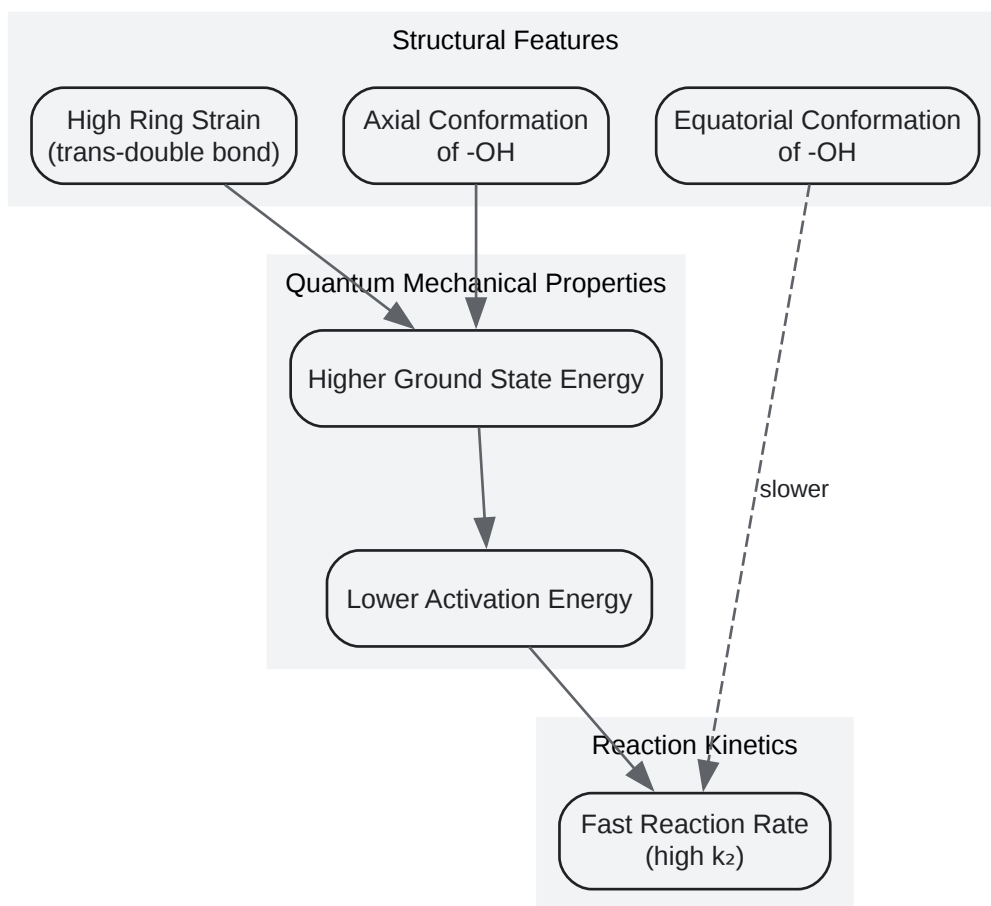 Structural Features
High Ring Strain
(trans-double bond)
Axial Conformation
of -OH
Equatorial Conformation
of -OH
Quantum Mechanical Properties
Higher Ground State Energy
slower
Lower Activation Energy
Reaction Kinetics
Fast Reaction Rate
(high k₂)